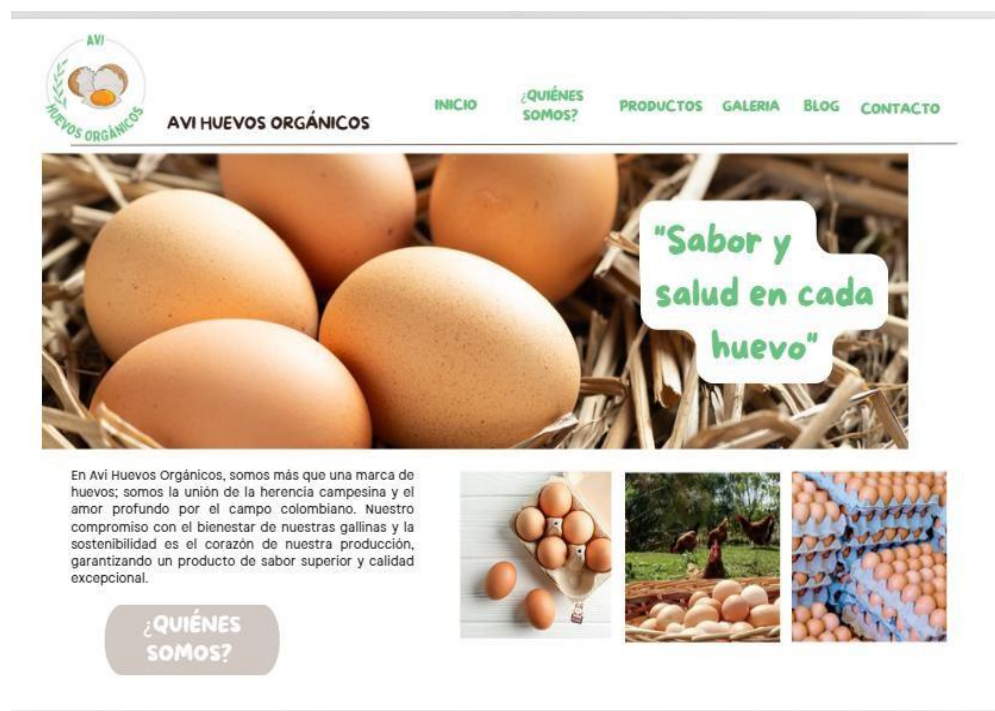 AVI
HUEVOS ORGÁNICOS
AVI HUEVOS ORGÁNICOS
INICIO
¿QUIÉNES
SOMOS?
PRODUCTOS
GALERIA
BLOG
CONTACTO
"Sabor y
salud en cada
huevo"
En Avi Huevos Orgánicos, somos más que una marca de
huevos; somos la unión de la herencia campesina y el
amor profundo por el campo colombiano. Nuestro
compromiso con el bienestar de nuestras gallinas y la
sostenibilidad es el corazón de nuestra producción,
garantizando un producto de sabor superior y calidad
excepcional.
¿QUIÉNES
SOMOS?